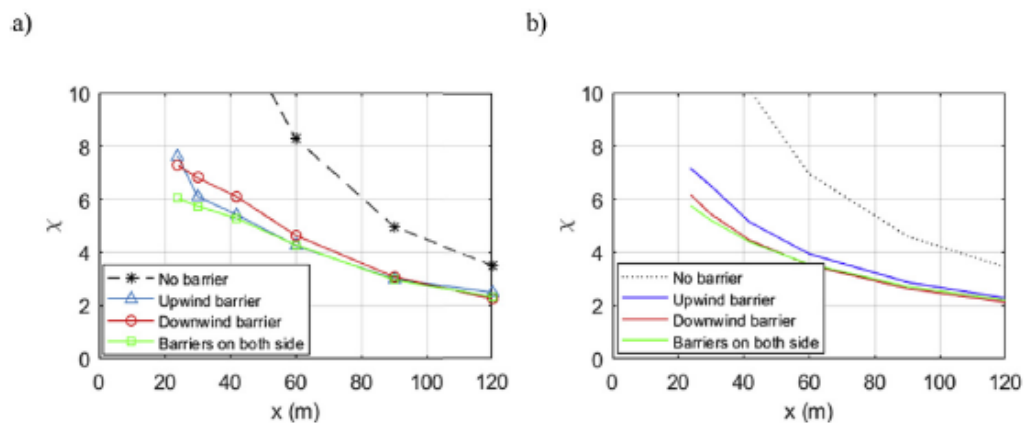 a)
b)
10
8
6
4
2
0
χ
No barrier
Upwind barrier
Downwind barrier
Barriers on both side
0 20 40 60 80 100 120
x (m)
10
8
6
4
2
0
χ
No barrier
Upwind barrier
Downwind barrier
Barriers on both side
0 20 40 60 80 100 120
x (m)